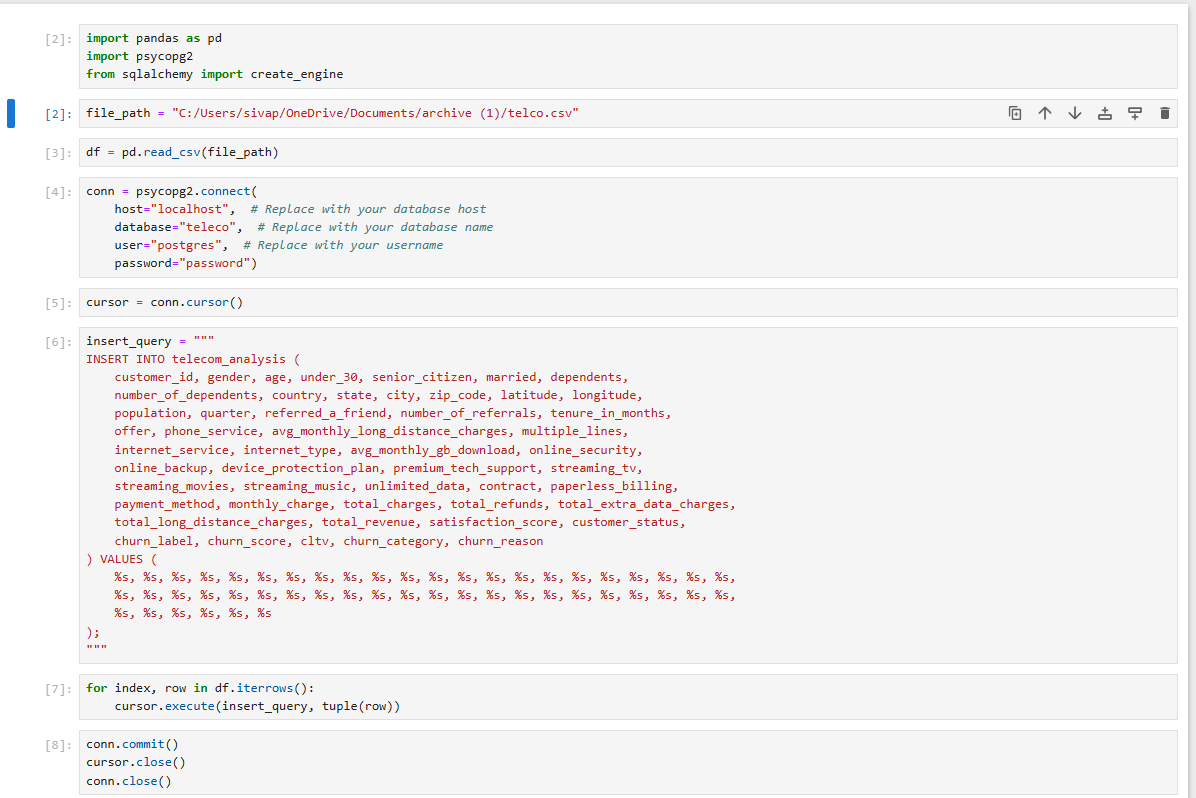 [2]: import pandas as pd
import psycopg2
from sqlalchemy import create_engine
[2]: file_path = "C:/Users/sivap/OneDrive/Documents/archive (1)/telco.csv"
[3]: df = pd.read_csv(file_path)
[4]: conn = psycopg2.connect(
    host="localhost",  # Replace with your database host
    database="teleco",  # Replace with your database name
    user="postgres",  # Replace with your username
    password="password")
[5]: cursor = conn.cursor()
[6]: insert_query = """
INSERT INTO telecom_analysis (
    customer_id, gender, age, under_30, senior_citizen, married, dependents,
    number_of_dependents, country, state, city, zip_code, latitude, longitude,
    population, quarter, referred_a_friend, number_of_referrals, tenure_in_months,
    offer, phone_service, avg_monthly_long_distance_charges, multiple_lines,
    internet_service, internet_type, avg_monthly_gb_download, online_security,
    online_backup, device_protection_plan, premium_tech_support, streaming_tv,
    streaming_movies, streaming_music, unlimited_data, contract, paperless_billing,
    payment_method, monthly_charge, total_charges, total_refunds, total_extra_data_charges,
    total_long_distance_charges, total_revenue, satisfaction_score, customer_status,
    churn_label, churn_score, cltv, churn_category, churn_reason
) VALUES (
    %s, %s, %s, %s, %s, %s, %s, %s, %s, %s, %s, %s, %s, %s, %s, %s, %s, %s, %s, %s, %s, %s,
    %s, %s, %s, %s, %s, %s, %s, %s, %s, %s, %s, %s, %s, %s, %s, %s, %s, %s, %s, %s, %s, %s,
    %s, %s, %s, %s, %s, %s
);
"""
[7]: for index, row in df.iterrows():
    cursor.execute(insert_query, tuple(row))
[8]: conn.commit()
cursor.close()
conn.close()